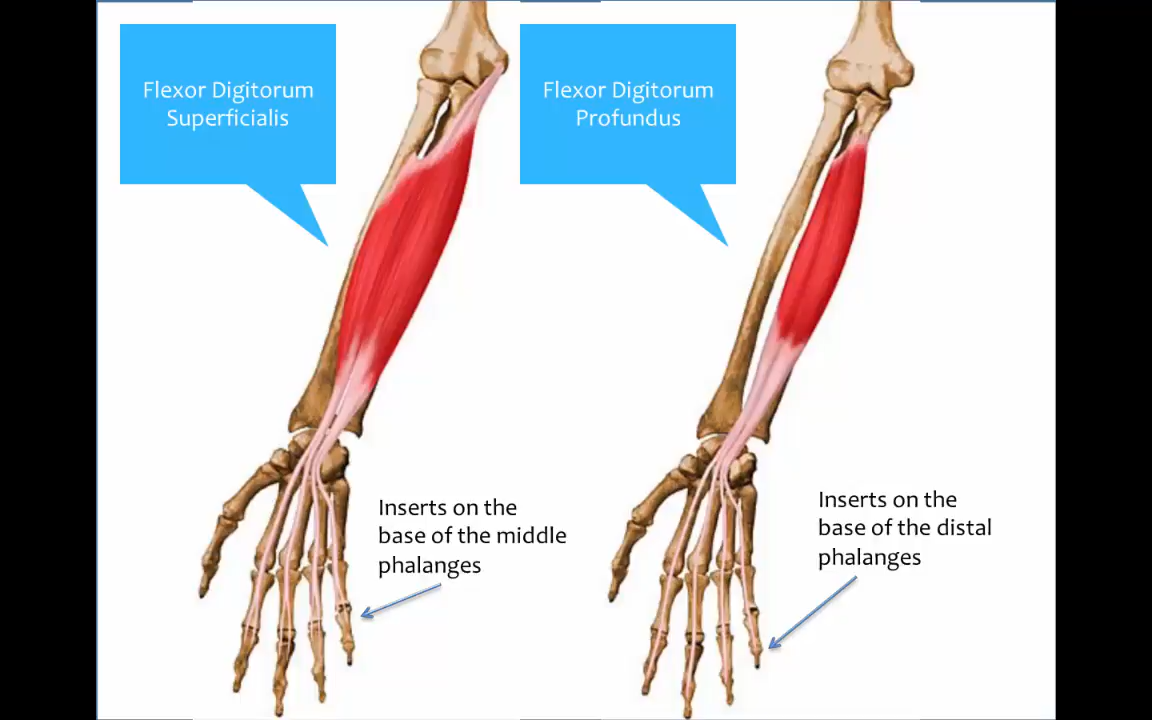 Flexor Digitorum
Superficialis
Flexor Digitorum
Profundus
Inserts on the
base of the middle
phalanges
Inserts on the
base of the distal
phalanges